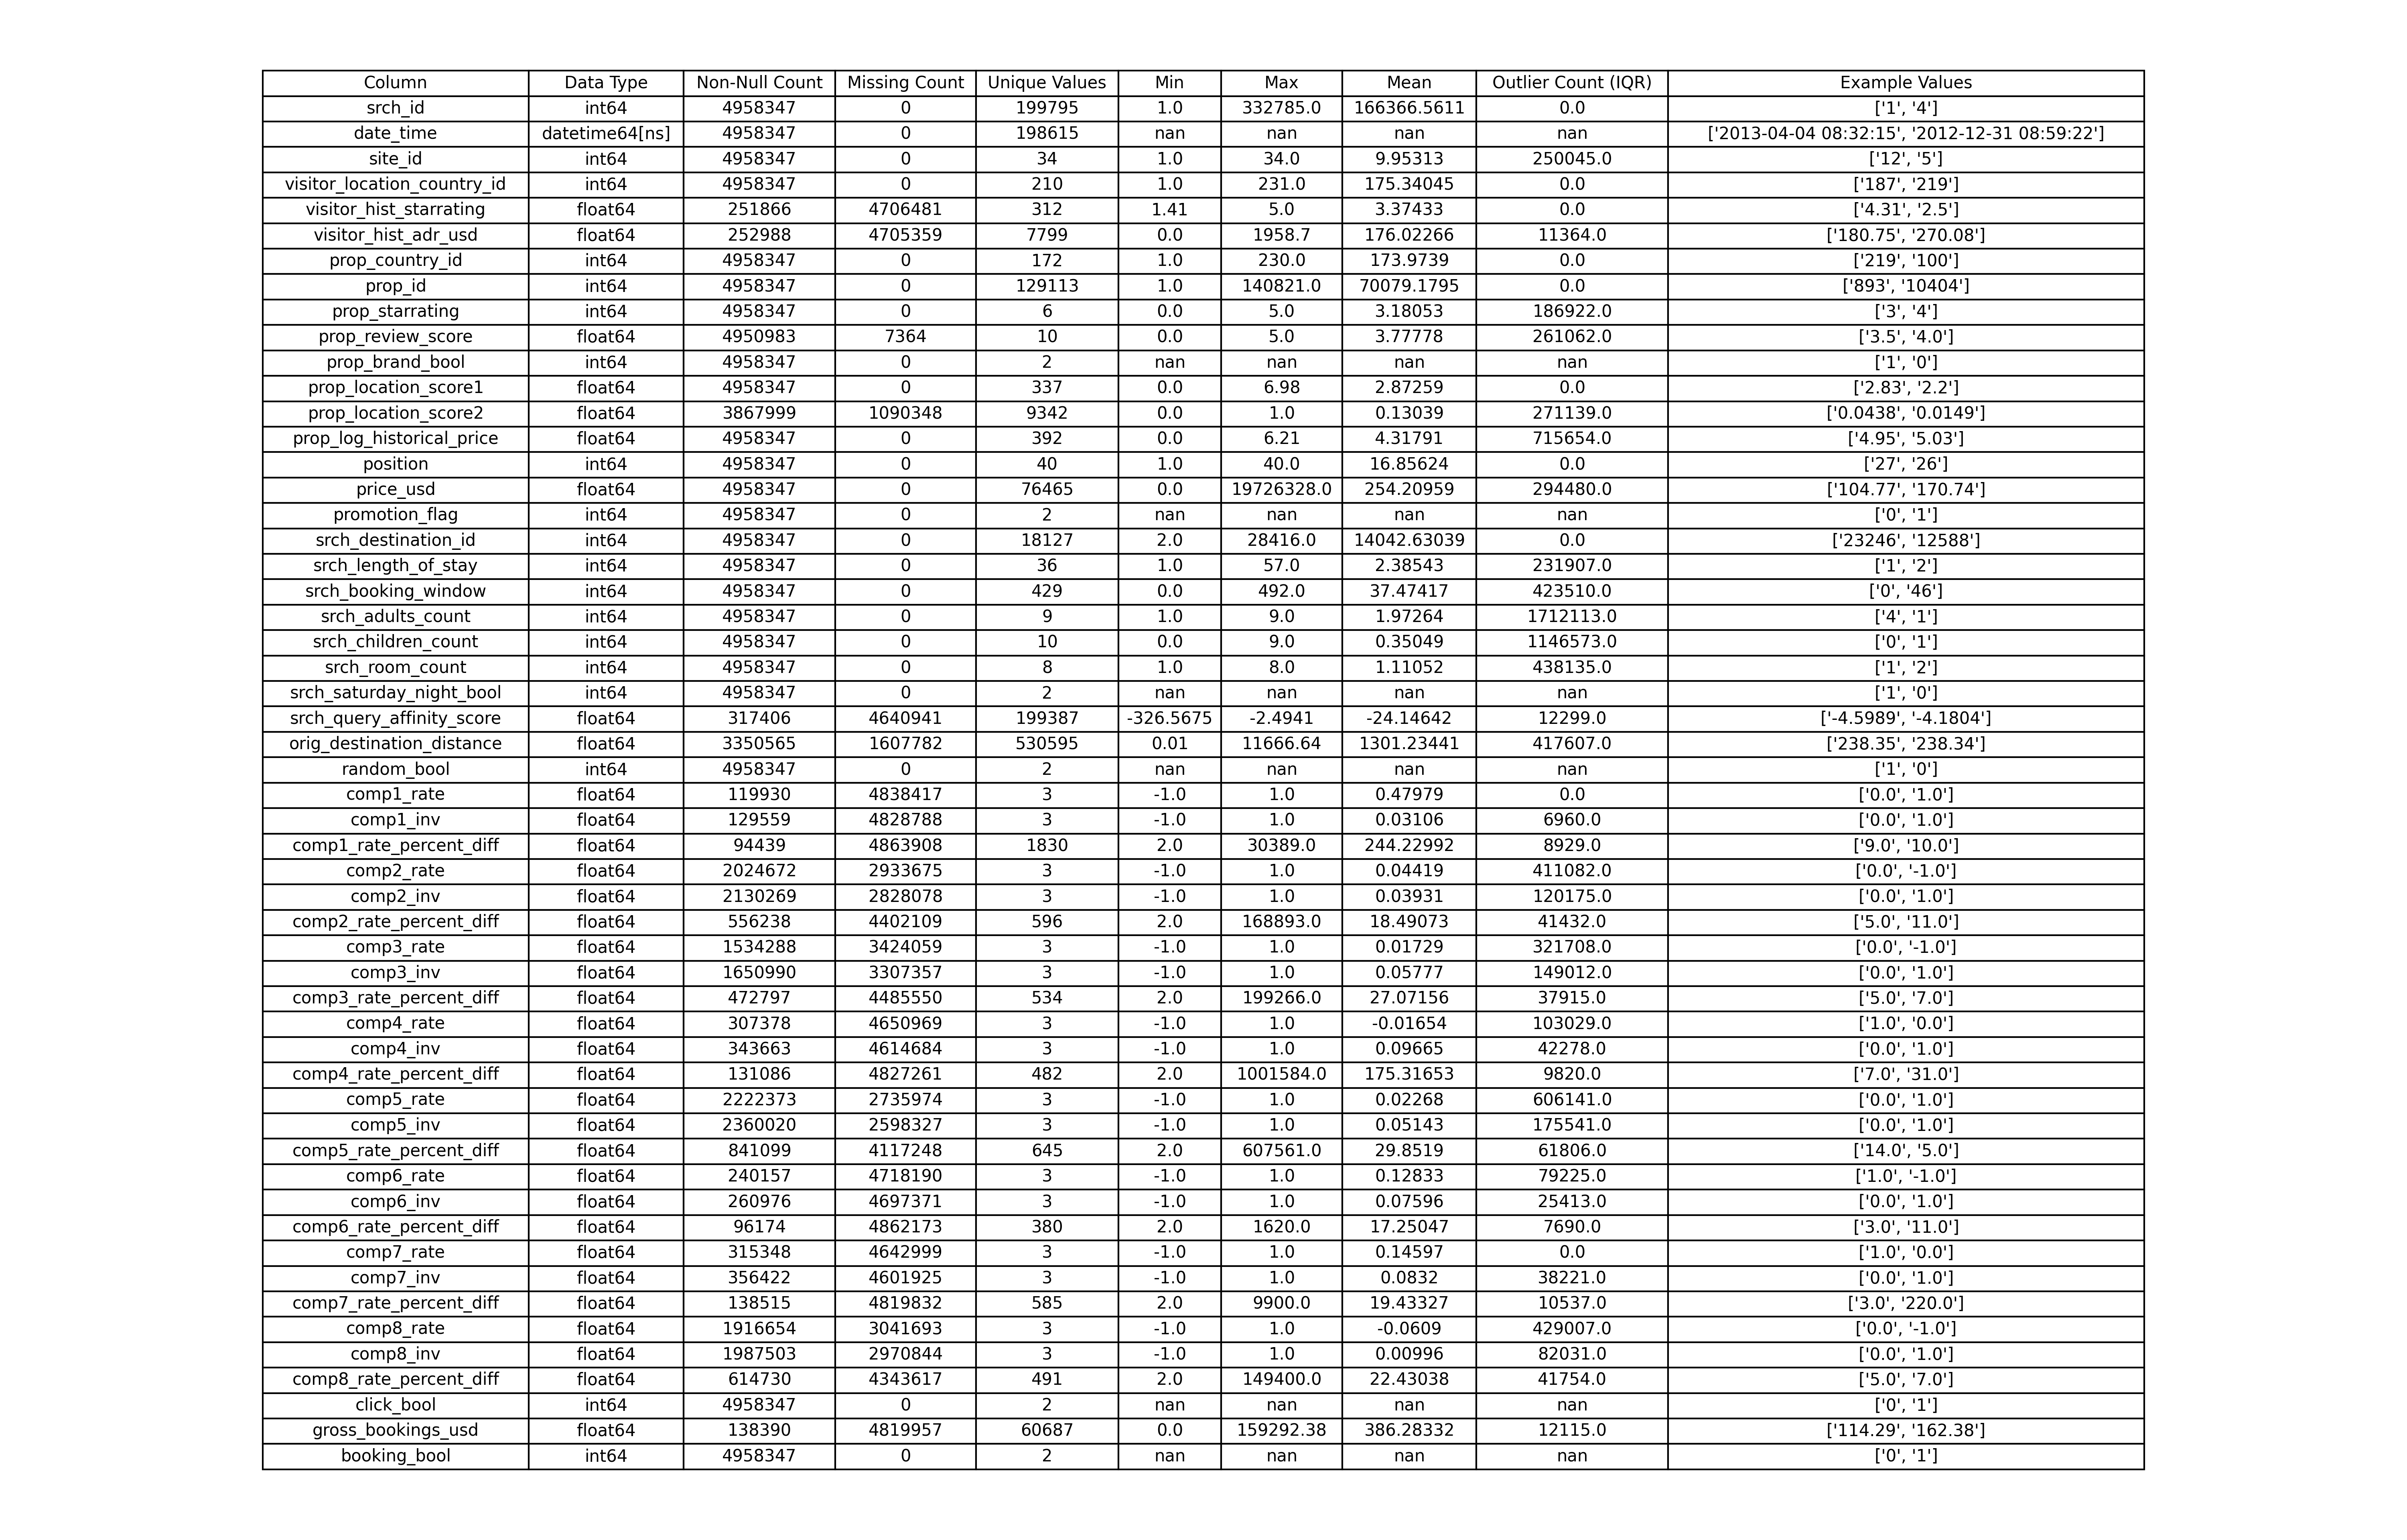 Column Data Type Non-Null Count Missing Count Unique Values Min Max Mean Outlier Count (IQR) Example Values
srch_id int64 4958347 0 199795 1.0 332785.0 166366.5611 0.0 ['1', '4']
date_time datetime64[ns] 4958347 0 198615 nan nan nan nan ['2013-04-04 08:32:15', '2012-12-31 08:59:22']
site_id int64 4958347 0 34 1.0 34.0 9.95313 250045.0 ['12', '5']
visitor_location_country_id int64 4958347 0 210 1.0 231.0 175.34045 0.0 ['187', '219']
visitor_hist_starrating float64 251866 4706481 312 1.41 5.0 3.37433 0.0 ['4.31', '2.5']
visitor_hist_adr_usd float64 252988 4705359 7799 0.0 1958.7 176.02266 11364.0 ['180.75', '270.08']
prop_country_id int64 4958347 0 172 1.0 230.0 173.9739 0.0 ['219', '100']
prop_id int64 4958347 0 129113 1.0 140821.0 70079.1795 0.0 ['893', '10404']
prop_starrating int64 4958347 0 6 0.0 5.0 3.18053 186922.0 ['3', '4']
prop_review_score float64 4950983 7364 10 0.0 5.0 3.77778 261062.0 ['3.5', '4.0']
prop_brand_bool int64 4958347 0 2 nan nan nan nan ['1', '0']
prop_location_score1 float64 4958347 0 337 0.0 6.98 2.87259 0.0 ['2.83', '2.2']
prop_location_score2 float64 3867999 1090348 9342 0.0 1.0 0.13039 271139.0 ['0.0438', '0.0149']
prop_log_historical_price float64 4958347 0 392 0.0 6.21 4.31791 715654.0 ['4.95', '5.03']
position int64 4958347 0 40 1.0 40.0 16.85624 0.0 ['27', '26']
price_usd float64 4958347 0 76465 0.0 19726328.0 254.20959 294480.0 ['104.77', '170.74']
promotion_flag int64 4958347 0 2 nan nan nan nan ['0', '1']
srch_destination_id int64 4958347 0 18127 2.0 28416.0 14042.63039 0.0 ['23246', '12588']
srch_length_of_stay int64 4958347 0 36 1.0 57.0 2.38543 231907.0 ['1', '2']
srch_booking_window int64 4958347 0 429 0.0 492.0 37.47417 423510.0 ['0', '46']
srch_adults_count int64 4958347 0 9 1.0 9.0 1.97264 1712113.0 ['4', '1']
srch_children_count int64 4958347 0 10 0.0 9.0 0.35049 1146573.0 ['0', '1']
srch_room_count int64 4958347 0 8 1.0 8.0 1.11052 438135.0 ['1', '2']
srch_saturday_night_bool int64 4958347 0 2 nan nan nan nan ['1', '0']
srch_query_affinity_score float64 317406 4640941 199387 -326.5675 -2.4941 -24.14642 12299.0 ['-4.5989', '-4.1804']
orig_destination_distance float64 3350565 1607782 530595 0.01 11666.64 1301.23441 417607.0 ['238.35', '238.34']
random_bool int64 4958347 0 2 nan nan nan nan ['1', '0']
comp1_rate float64 119930 4838417 3 -1.0 1.0 0.47979 0.0 ['0.0', '1.0']
comp1_inv float64 129559 4828788 3 -1.0 1.0 0.03106 6960.0 ['0.0', '1.0']
comp1_rate_percent_diff float64 94439 4863908 1830 2.0 30389.0 244.22992 8929.0 ['9.0', '10.0']
comp2_rate float64 2024672 2933675 3 -1.0 1.0 0.04419 411082.0 ['0.0', '-1.0']
comp2_inv float64 2130269 2828078 3 -1.0 1.0 0.03931 120175.0 ['0.0', '1.0']
comp2_rate_percent_diff float64 556238 4402109 596 2.0 168893.0 18.49073 41432.0 ['5.0', '11.0']
comp3_rate float64 1534288 3424059 3 -1.0 1.0 0.01729 321708.0 ['0.0', '-1.0']
comp3_inv float64 1650990 3307357 3 -1.0 1.0 0.05777 149012.0 ['0.0', '1.0']
comp3_rate_percent_diff float64 472797 4485550 534 2.0 199266.0 27.07156 37915.0 ['5.0', '7.0']
comp4_rate float64 307378 4650969 3 -1.0 1.0 -0.01654 103029.0 ['1.0', '0.0']
comp4_inv float64 343663 4614684 3 -1.0 1.0 0.09665 42278.0 ['0.0', '1.0']
comp4_rate_percent_diff float64 131086 4827261 482 2.0 1001584.0 175.31653 9820.0 ['7.0', '31.0']
comp5_rate float64 2222373 2735974 3 -1.0 1.0 0.02268 606141.0 ['0.0', '1.0']
comp5_inv float64 2360020 2598327 3 -1.0 1.0 0.05143 175541.0 ['0.0', '1.0']
comp5_rate_percent_diff float64 841099 4117248 645 2.0 607561.0 29.8519 61806.0 ['14.0', '5.0']
comp6_rate float64 240157 4718190 3 -1.0 1.0 0.12833 79225.0 ['1.0', '-1.0']
comp6_inv float64 260976 4697371 3 -1.0 1.0 0.07596 25413.0 ['0.0', '1.0']
comp6_rate_percent_diff float64 96174 4862173 380 2.0 1620.0 17.25047 7690.0 ['3.0', '11.0']
comp7_rate float64 315348 4642999 3 -1.0 1.0 0.14597 0.0 ['1.0', '0.0']
comp7_inv float64 356422 4601925 3 -1.0 1.0 0.0832 38221.0 ['0.0', '1.0']
comp7_rate_percent_diff float64 138515 4819832 585 2.0 9900.0 19.43327 10537.0 ['3.0', '220.0']
comp8_rate float64 1916654 3041693 3 -1.0 1.0 -0.0609 429007.0 ['0.0', '-1.0']
comp8_inv float64 1987503 2970844 3 -1.0 1.0 0.00996 82031.0 ['0.0', '1.0']
comp8_rate_percent_diff float64 614730 4343617 491 2.0 149400.0 22.43038 41754.0 ['5.0', '7.0']
click_bool int64 4958347 0 2 nan nan nan nan ['0', '1']
gross_bookings_usd float64 138390 4819957 60687 0.0 159292.38 386.28332 12115.0 ['114.29', '162.38']
booking_bool int64 4958347 0 2 nan nan nan nan ['0', '1']